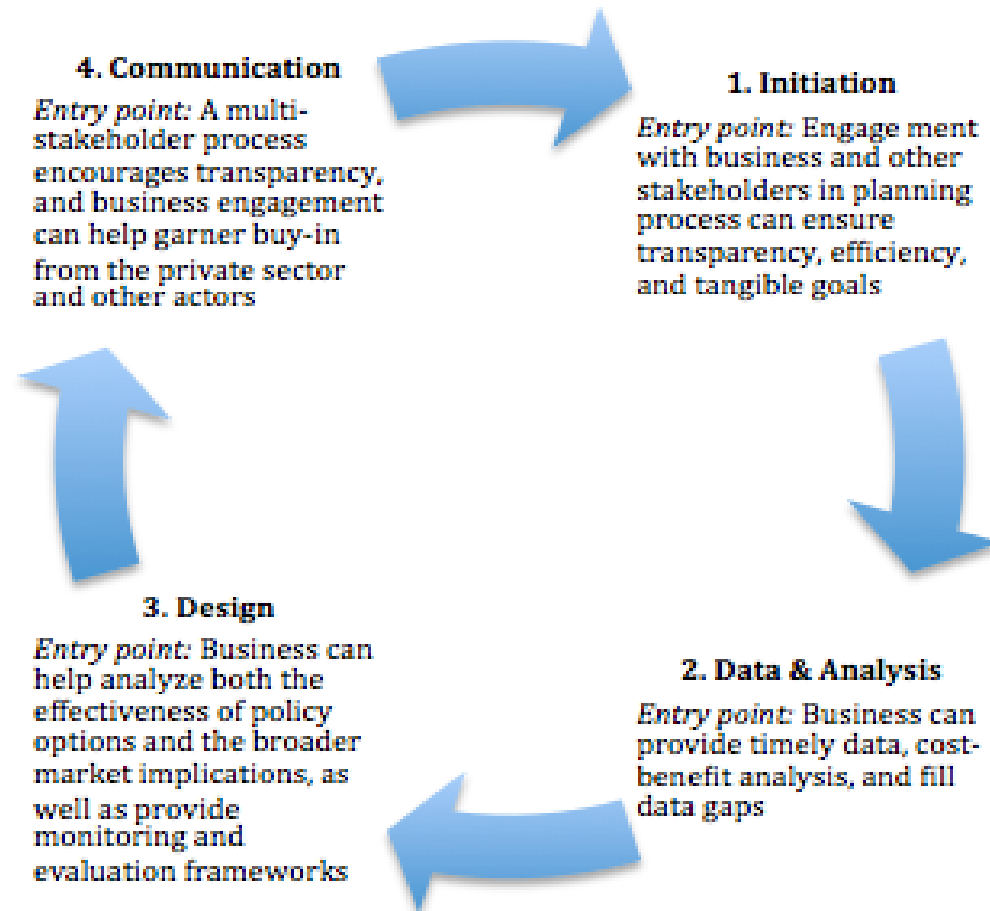 4. Communication
Entry point: A multi-
stakeholder process
encourages transparency,
and business engagement
can help garner buy-in
from the private sector
and other actors
1. Initiation
Entry point: Engage ment
with business and other
stakeholders in planning
process can ensure
transparency, efficiency,
and tangible goals
3. Design
Entry point: Business can
help analyze both the
effectiveness of policy
options and the broader
market implications, as
well as provide
monitoring and
evaluation frameworks
2. Data & Analysis
Entry point: Business can
provide timely data, cost-
benefit analysis, and fill
data gaps